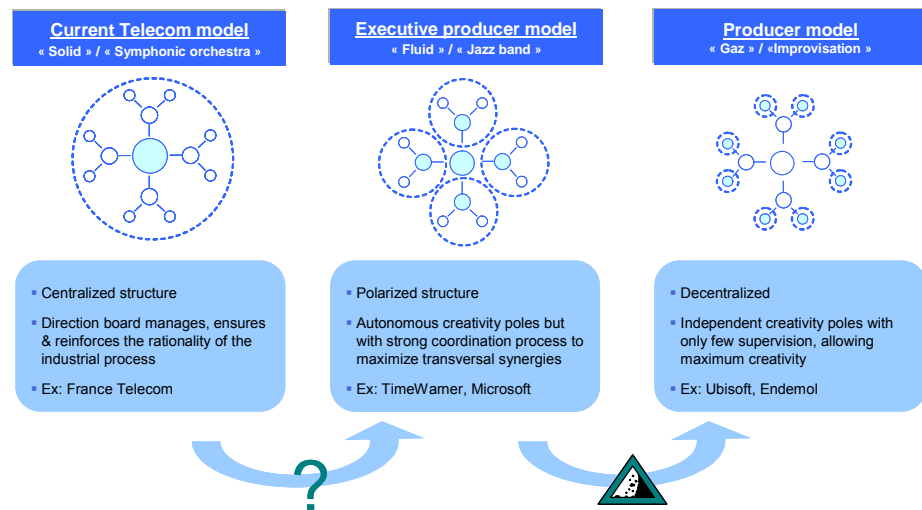 Current Telecom model
« Solid » / « Symphonic orchestra »
Executive producer model
« Fluid » / « Jazz band »
Producer model
« Gaz » / «Improvisation »
▪ Centralized structure
▪ Direction board manages, ensures
& reinforces the rationality of the
industrial process
▪ Ex: France Telecom
▪ Polarized structure
▪ Autonomous creativity poles but
with strong coordination process to
maximize transversal synergies
▪ Ex: TimeWarner, Microsoft
▪ Decentralized
▪ Independent creativity poles with
only few supervision, allowing
maximum creativity
▪ Ex: Ubisoft, Endemol
?